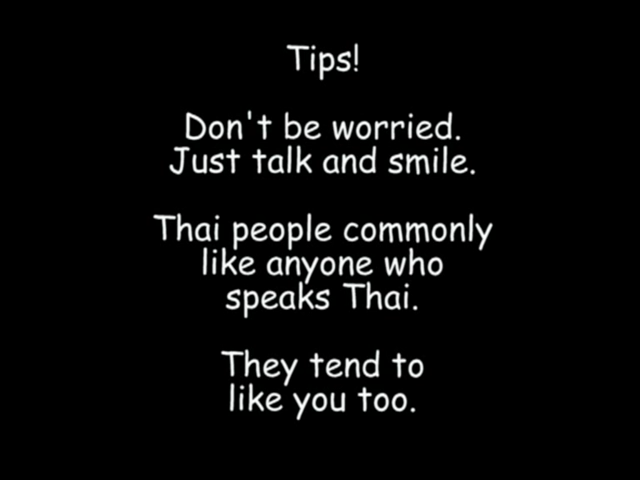 Tips!
Don't be worried.
Just talk and smile.
Thai people commonly
like anyone who
speaks Thai.
They tend to
like you too.